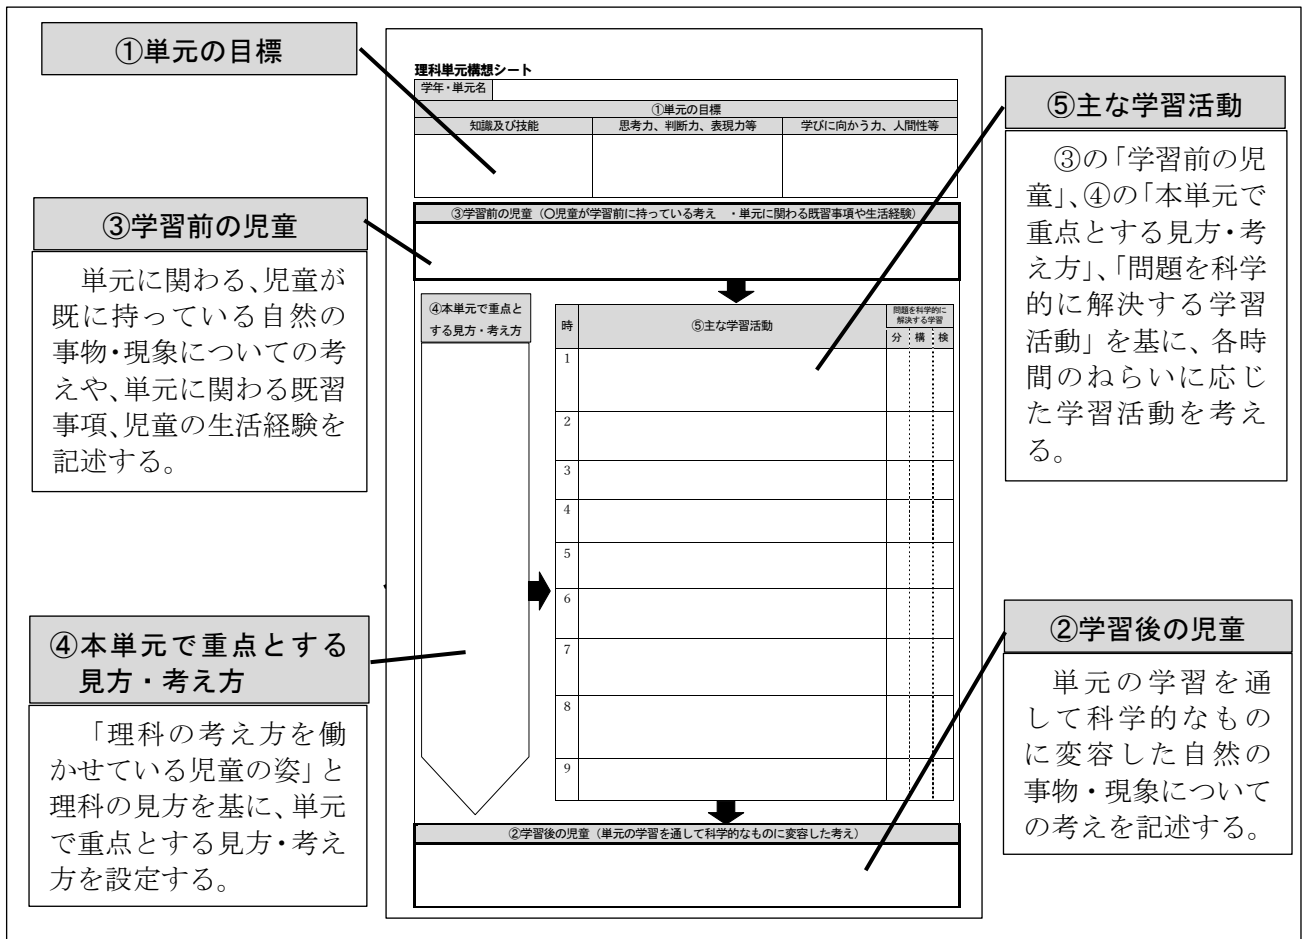 ①単元の目標
③学習前の児童
単元に関わる、児童が
既に持っている自然の
事物・現象についての考
えや、単元に関わる既習
事項、児童の生活経験を
記述する。
④本単元で重点とする
見方・考え方
「理科の考え方を働
かせている児童の姿」と
理科の見方を基に、単元
で重点とする見方・考え
方を設定する。
理科単元構想シート
学年・単元名
①単元の目標
知識及び技能 思考力、判断力、表現力等 学びに向かう力、人間性等
③学習前の児童（〇児童が学習前に持っている考え ・単元に関わる既習事項や生活経験）
④本単元で重点と
する見方・考え方
時 ⑤主な学習活動
問題を科学的に
解決する学習
分 構 検
1
2
3
4
5
6
7
8
9
②学習後の児童（単元の学習を通して科学的なものに変容した考え）
⑤主な学習活動
③の「学習前の児
童」、④の「本単元で
重点とする見方・考
え方」、「問題を科学
的に解決する学習
活動」を基に、各時
間のねらいに応じ
た学習活動を考え
る。
②学習後の児童
単元の学習を通
して科学的なもの
に変容した自然の
事物・現象について
の考えを記述する。